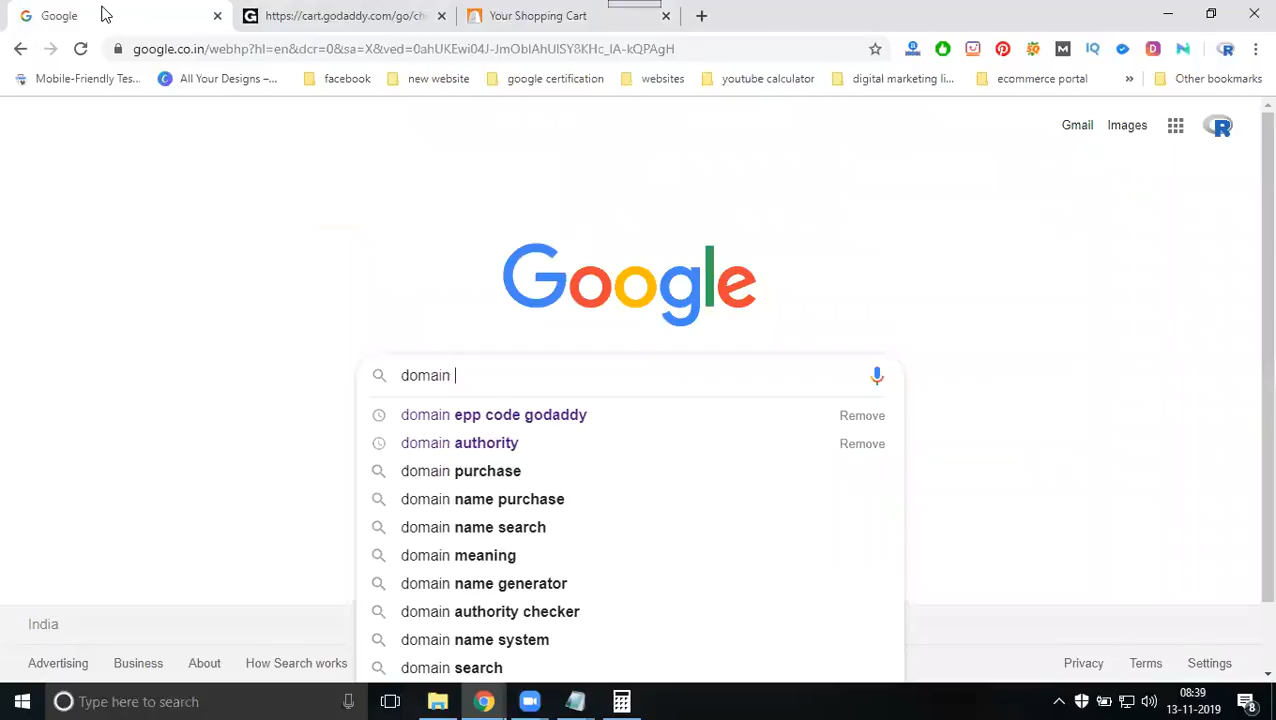 Google
https://cart.godaddy.com/go/che
Your Shopping Cart
google.co.in/webhp?hl=en&dcr=0&sa=X&ved=0ahUKEwi04J-JmOblAhUlSY8KHc_lA-kQPAgH
Mobile-Friendly Tes...
All Your Designs –...
facebook
new website
google certification
websites
youtube calculator
digital marketing li...
ecommerce portal
»
Other bookmarks
Gmail
Images
Google
domain
domain epp code godaddy
Remove
domain authority
Remove
domain purchase
domain name purchase
domain name search
domain meaning
domain name generator
domain authority checker
domain name system
domain search
India
Advertising
Business
About
How Search works
Privacy
Terms
Settings
Type here to search
08:39
13-11-2019
8